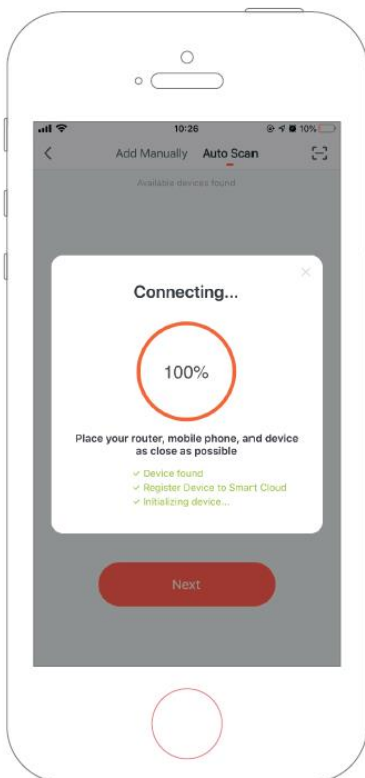 10:26
10%
Add Manually Auto Scan
Available devices found
Connecting...
100%
Place your router, mobile phone, and device
as close as possible
✓ Device found
✓ Register Device to Smart Cloud
✓ Initializing device...
Next